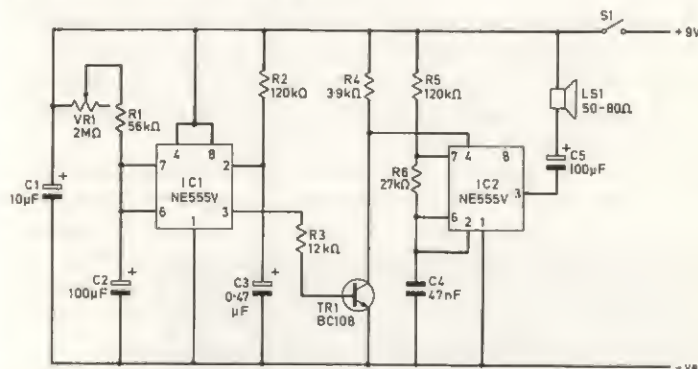 S1
+9V
R2
120kΩ
R4
3·9kΩ
R5
120kΩ
LS1
50-80Ω
VR1
2MΩ
R1
56kΩ
4
8
7
2
IC1
NE555V
6
3
1
R6
27kΩ
7
4
8
IC2
NE555V
3
6
2
1
+
C5
100µF
+
C1
10µF
R3
12kΩ
+
C2
100µF
+
C3
0·47
µF
TR1
BC108
C4
47nF
-VE